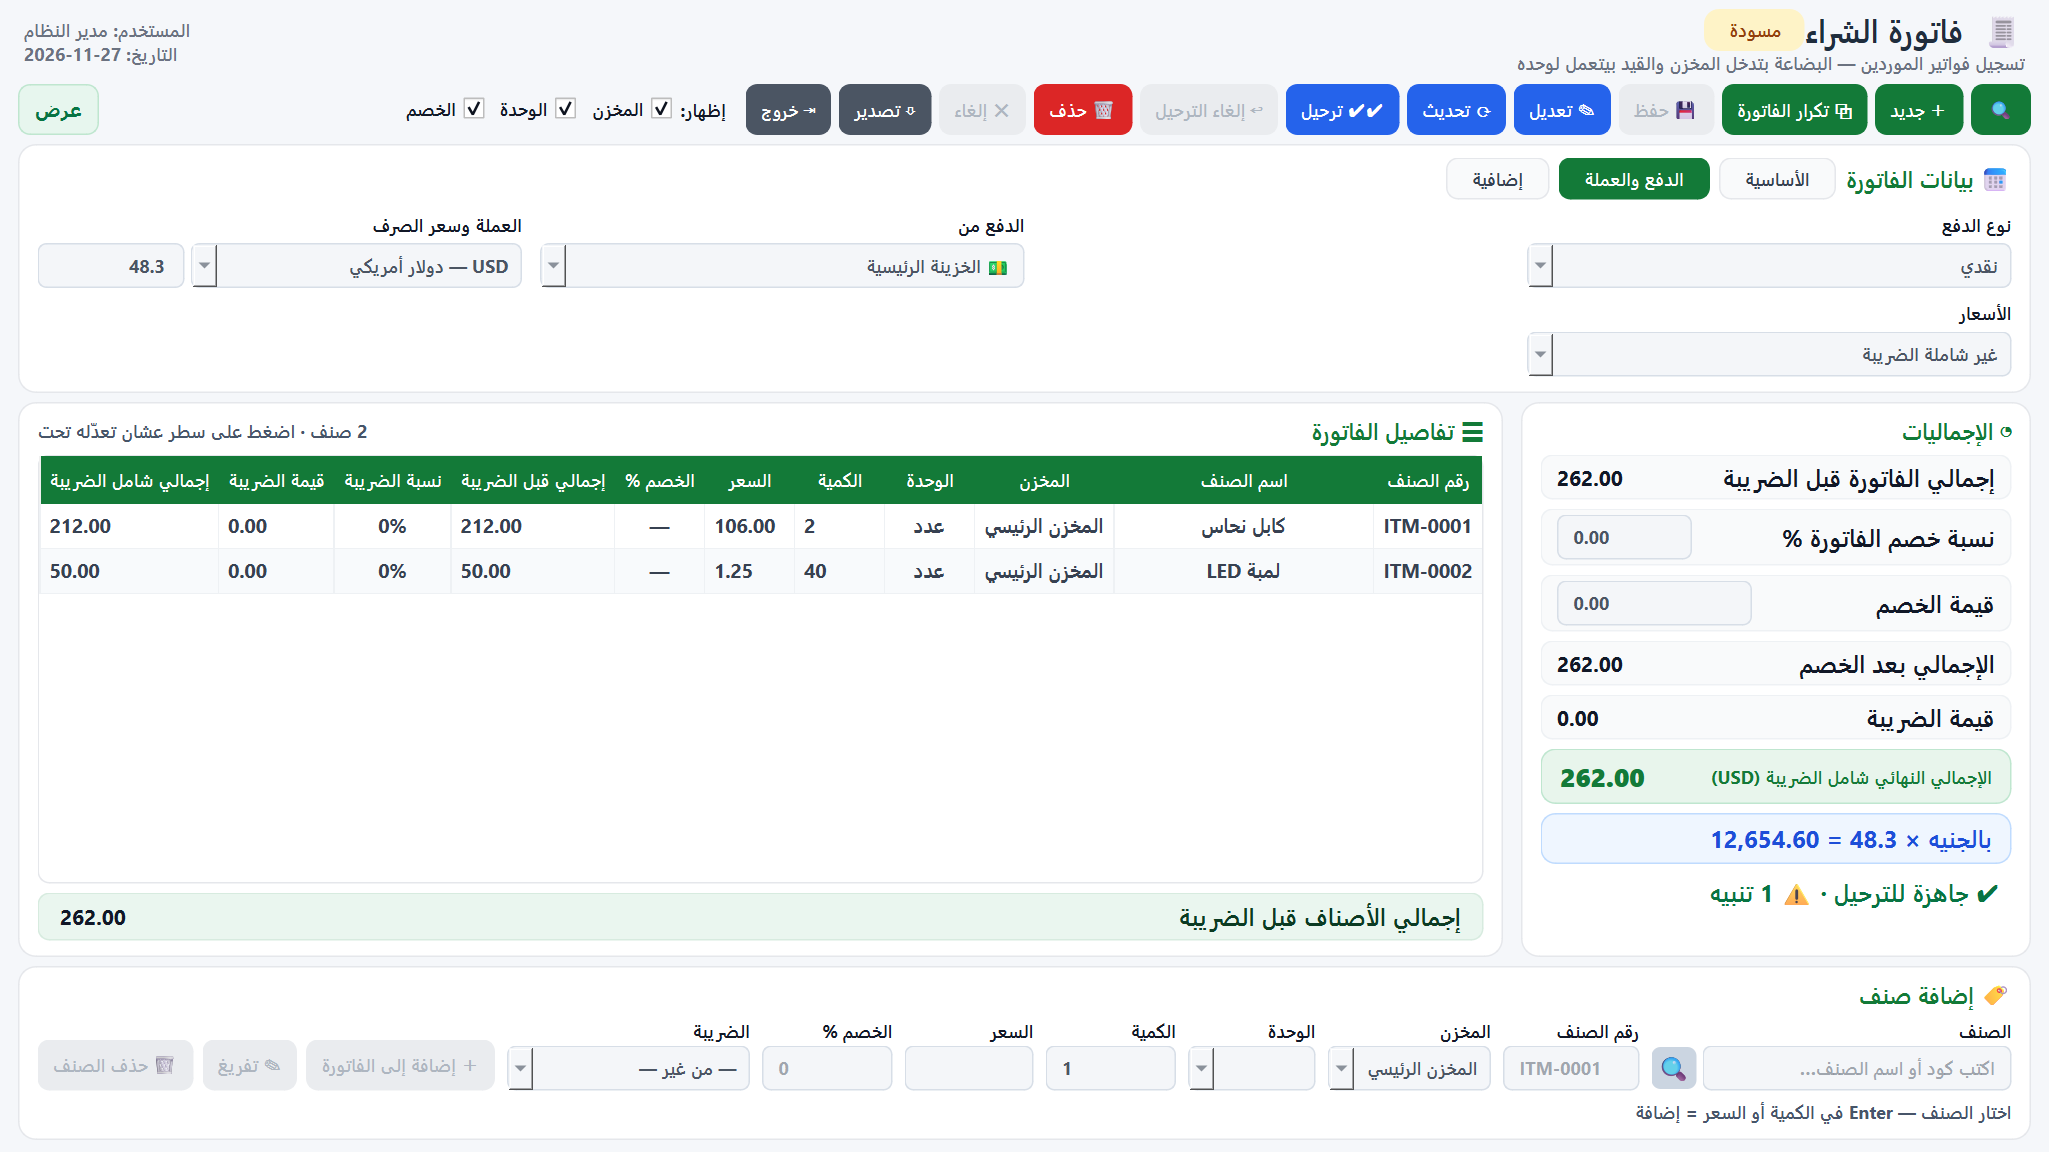 فاتورة الشراء مسودة
تسجيل فواتير الموردين — البضاعة بتدخل المخزن والقيد بيتعمل لوحده
المستخدم: مدير النظام
التاريخ: 27-11-2026
+ جديد
تكرار الفاتورة
حفظ
تعديل
تحديث
ترحيل
إلغاء الترحيل
حذف
إلغاء
تصدير
خروج
إظهار: المخزن الوحدة الخصم
عرض
بيانات الفاتورة
الأساسية
الدفع والعملة
إضافية
نوع الدفع
نقدي
الدفع من
الخزينة الرئيسية
العملة وسعر الصرف
USD — دولار أمريكي
48.3
الأسعار
غير شاملة الضريبة
الإجماليات
إجمالي الفاتورة قبل الضريبة 262.00
نسبة خصم الفاتورة % 0.00
قيمة الخصم 0.00
الإجمالي بعد الخصم 262.00
قيمة الضريبة 0.00
الإجمالي النهائي شامل الضريبة (USD) 262.00
بالجنيه × 48.3 = 12,654.60
✔ جاهزة للترحيل · ⚠ 1 تنبيه
تفاصيل الفاتورة
2 صنف · اضغط على سطر عشان تعدّله تحت
رقم الصنف اسم الصنف المخزن الوحدة الكمية السعر الخصم % إجمالي قبل الضريبة نسبة الضريبة قيمة الضريبة إجمالي شامل الضريبة
ITM-0001 كابل نحاس المخزن الرئيسي عدد 2 106.00 — 212.00 0% 0.00 212.00
ITM-0002 لمبة LED المخزن الرئيسي عدد 40 1.25 — 50.00 0% 0.00 50.00
إجمالي الأصناف قبل الضريبة 262.00
إضافة صنف
الصنف
اكتب كود أو اسم الصنف...
رقم الصنف
ITM-0001
المخزن
المخزن الرئيسي
الوحدة
الكمية
1
السعر
الخصم %
0
الضريبة
— من غير —
+ إضافة إلى الفاتورة
تفريغ
حذف الصنف
اختار الصنف — Enter في الكمية أو السعر = إضافة